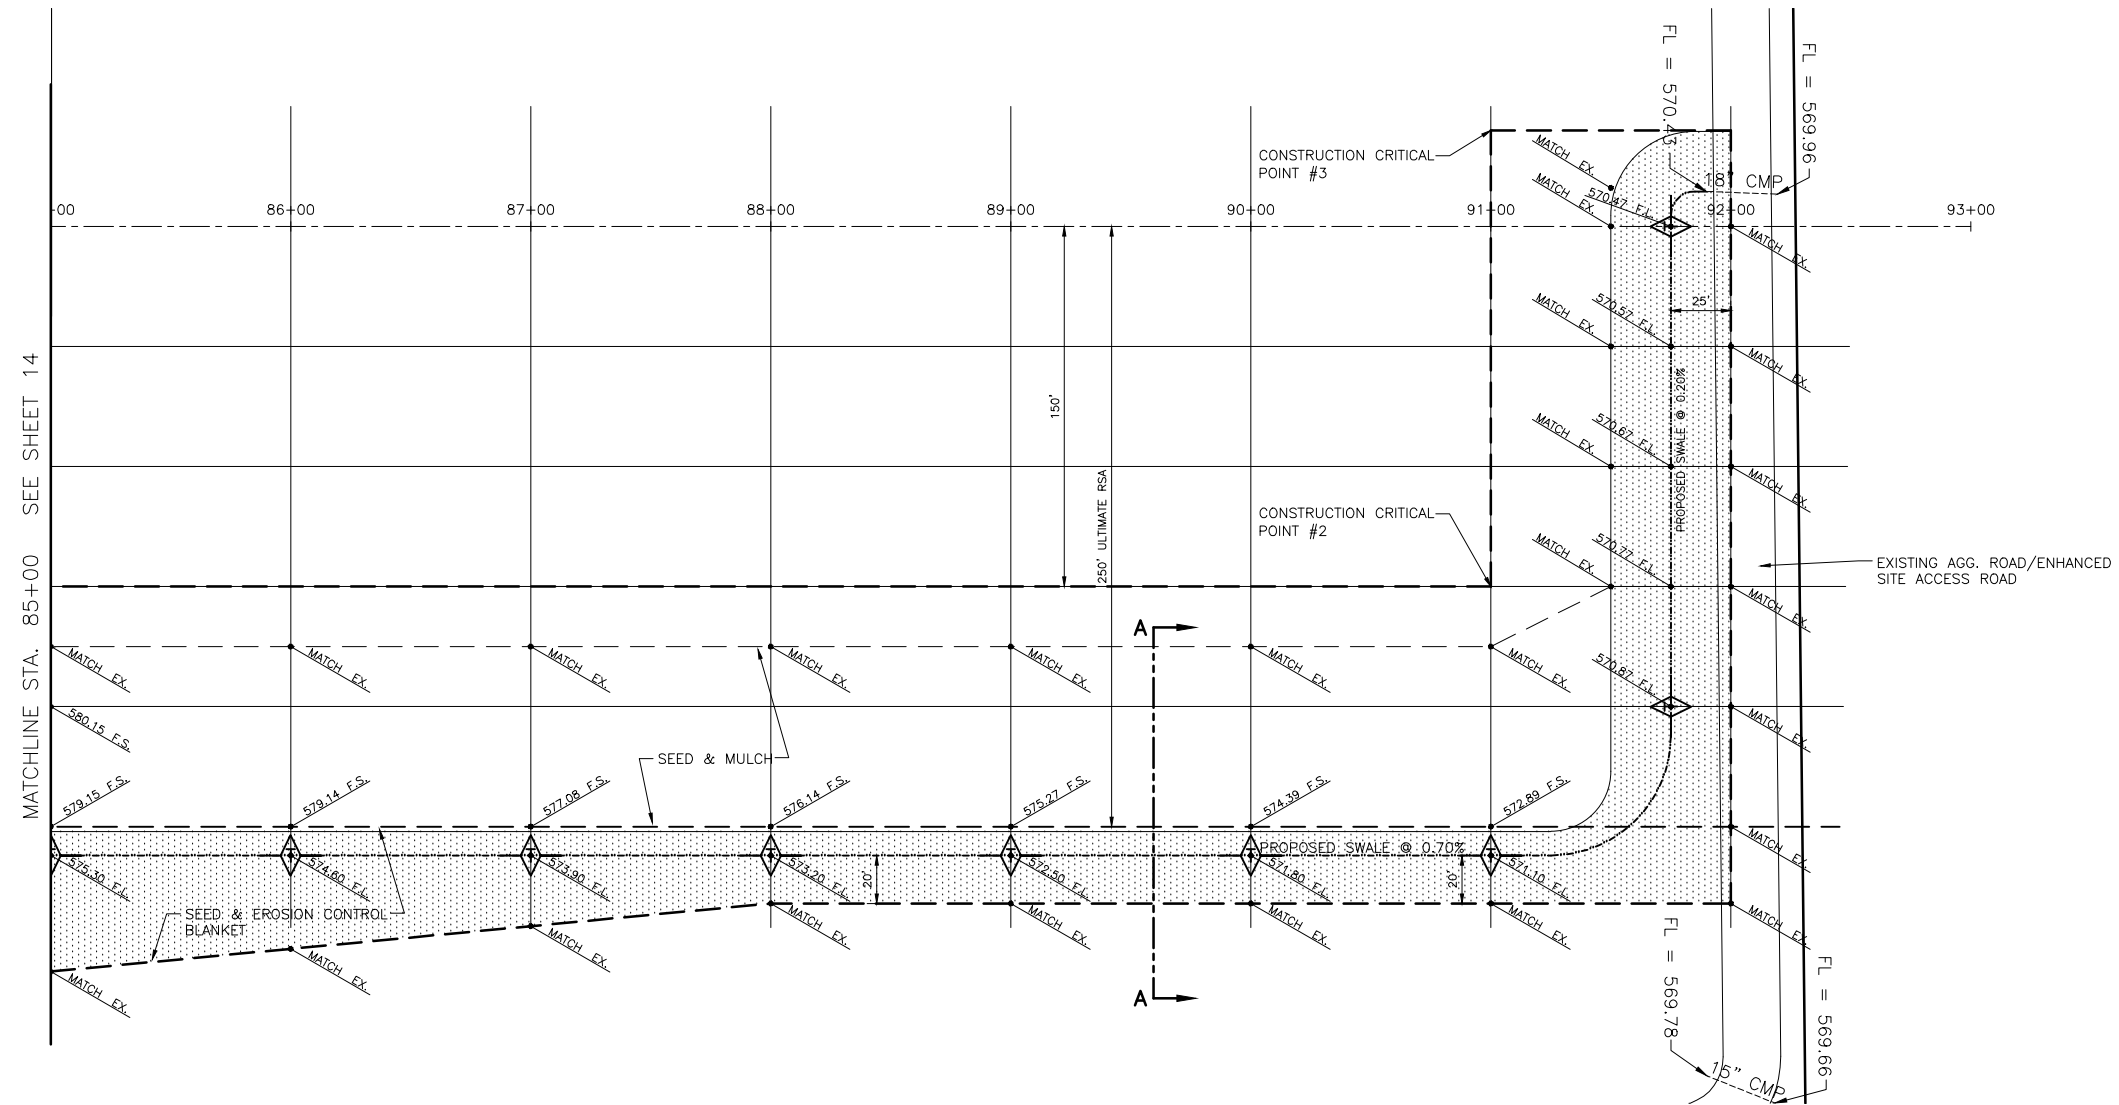 FL = 570.43
FL = 569.96
CONSTRUCTION CRITICAL
POINT #3
MATCH EX.
MATCH EX.
570.47 F.L.
18" CMP
+00
86+00
87+00
88+00
89+00
90+00
91+00
92+00
93+00
MATCH EX.
MATCH EX.
570.57 F.L.
25'
MATCH EX.
150'
MATCH EX.
570.67 F.L.
PROPOSED SWALE @ 0.20%
MATCH EX.
250' ULTIMATE RSA
CONSTRUCTION CRITICAL
POINT #2
MATCH EX.
570.77 F.L.
MATCH EX.
EXISTING AGG. ROAD/ENHANCED
SITE ACCESS ROAD
MATCHLINE STA. 85+00 SEE SHEET 14
A
MATCH EX.
MATCH EX.
MATCH EX.
MATCH EX.
MATCH EX.
MATCH EX.
MATCH EX.
570.87 F.L.
MATCH EX.
580.15 F.S.
SEED & MULCH
579.15 F.S.
579.14 F.S.
577.08 F.S.
576.14 F.S.
575.27 F.S.
574.39 F.S.
572.89 F.S.
MATCH EX.
PROPOSED SWALE @ 0.70%
575.30 F.L.
574.60 F.L.
573.90 F.L.
573.20 F.L.
20'
572.50 F.L.
571.80 F.L.
20'
571.10 F.L.
SEED & EROSION CONTROL
BLANKET
MATCH EX.
MATCH EX.
MATCH EX.
MATCH EX.
MATCH EX.
MATCH EX.
MATCH EX.
MATCH EX.
A
FL = 569.78
FL = 569.66
15" CMP